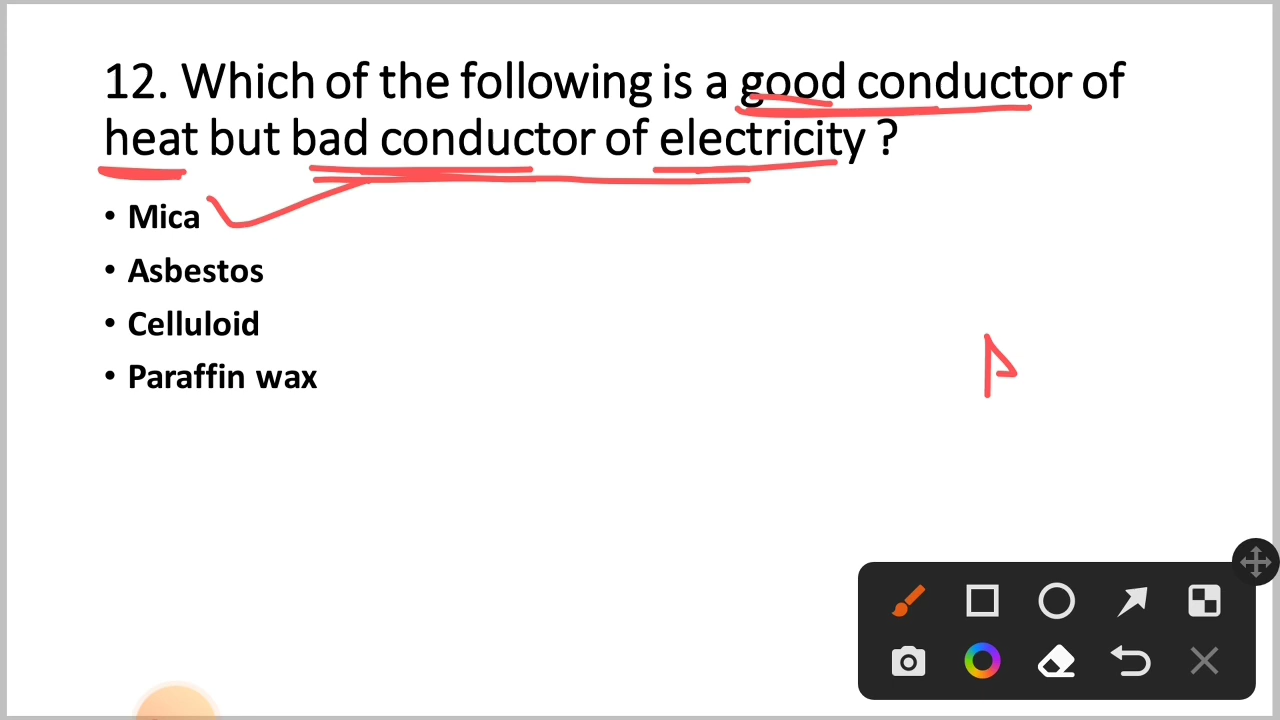 12. Which of the following is a good conductor of
heat but bad conductor of electricity ?
• Mica
• Asbestos
• Celluloid
• Paraffin wax